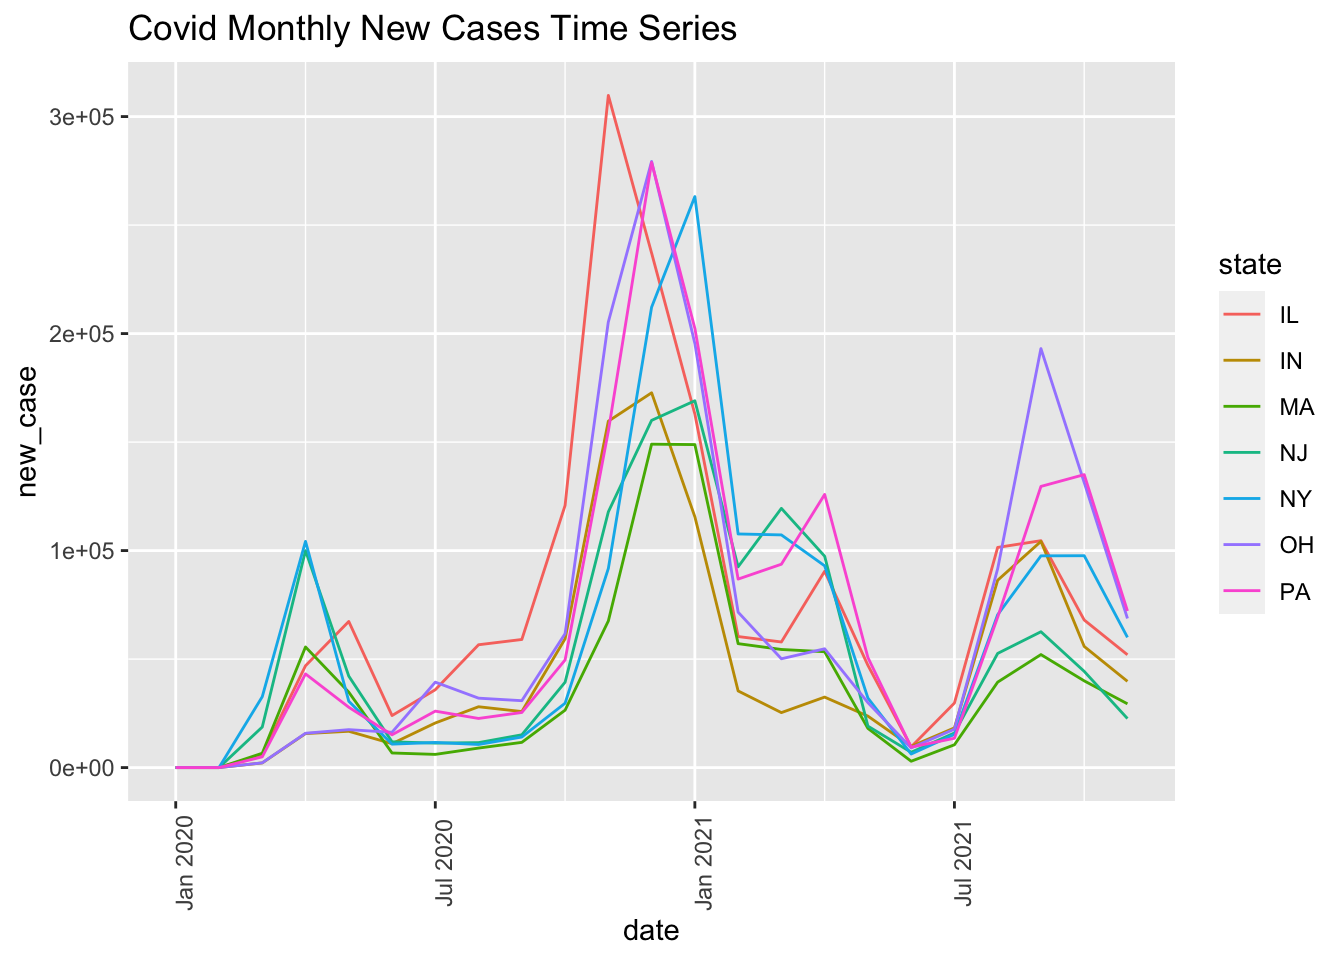 Covid Monthly New Cases Time Series
3e+05
2e+05
1e+05
0e+00
new_case
Jan 2020
Jul 2020
Jan 2021
Jul 2021
date
state
IL
IN
MA
NJ
NY
OH
PA